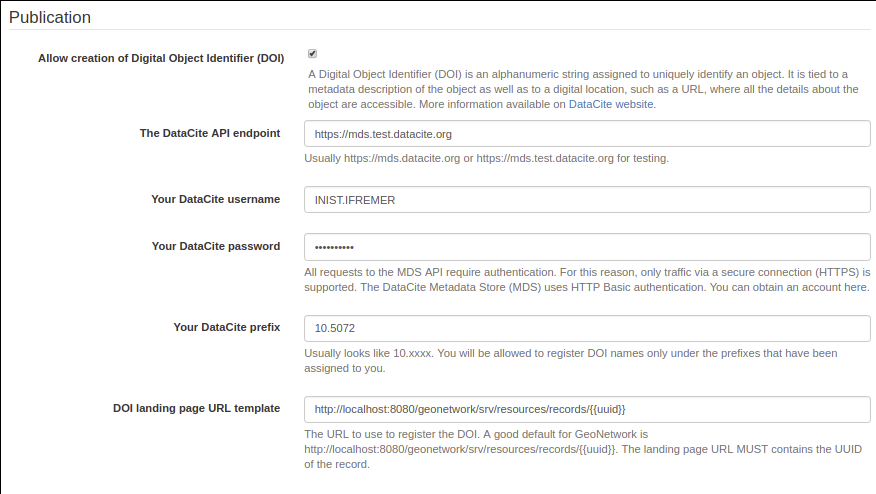 Publication
Allow creation of Digital Object Identifier (DOI)
A Digital Object Identifier (DOI) is an alphanumeric string assigned to uniquely identify an object. It is tied to a
metadata description of the object as well as to a digital location, such as a URL, where all the details about the
object are accessible. More information available on DataCite website.
The DataCite API endpoint
https://mds.test.datacite.org
Usually https://mds.datacite.org or https://mds.test.datacite.org for testing.
Your DataCite username
INIST.IFREMER
Your DataCite password
••••••••••
All requests to the MDS API require authentication. For this reason, only traffic via a secure connection (HTTPS) is
supported. The DataCite Metadata Store (MDS) uses HTTP Basic authentication. You can obtain an account here.
Your DataCite prefix
10.5072
Usually looks like 10.xxxx. You will be allowed to register DOI names only under the prefixes that have been
assigned to you.
DOI landing page URL template
http://localhost:8080/geonetwork/srv/resources/records/{{uuid}}
The URL to use to register the DOI. A good default for GeoNetwork is
http://localhost:8080/geonetwork/srv/resources/records/{{uuid}}. The landing page URL MUST contains the UUID
of the record.